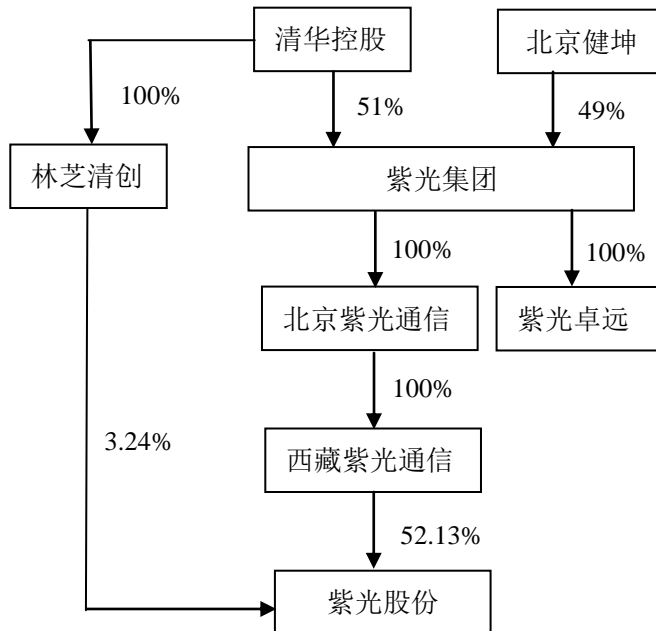 清华控股
北京健坤
100%
51%
49%
林芝清创
紫光集团
100%
100%
北京紫光通信
紫光卓远
100%
3.24%
西藏紫光通信
52.13%
紫光股份